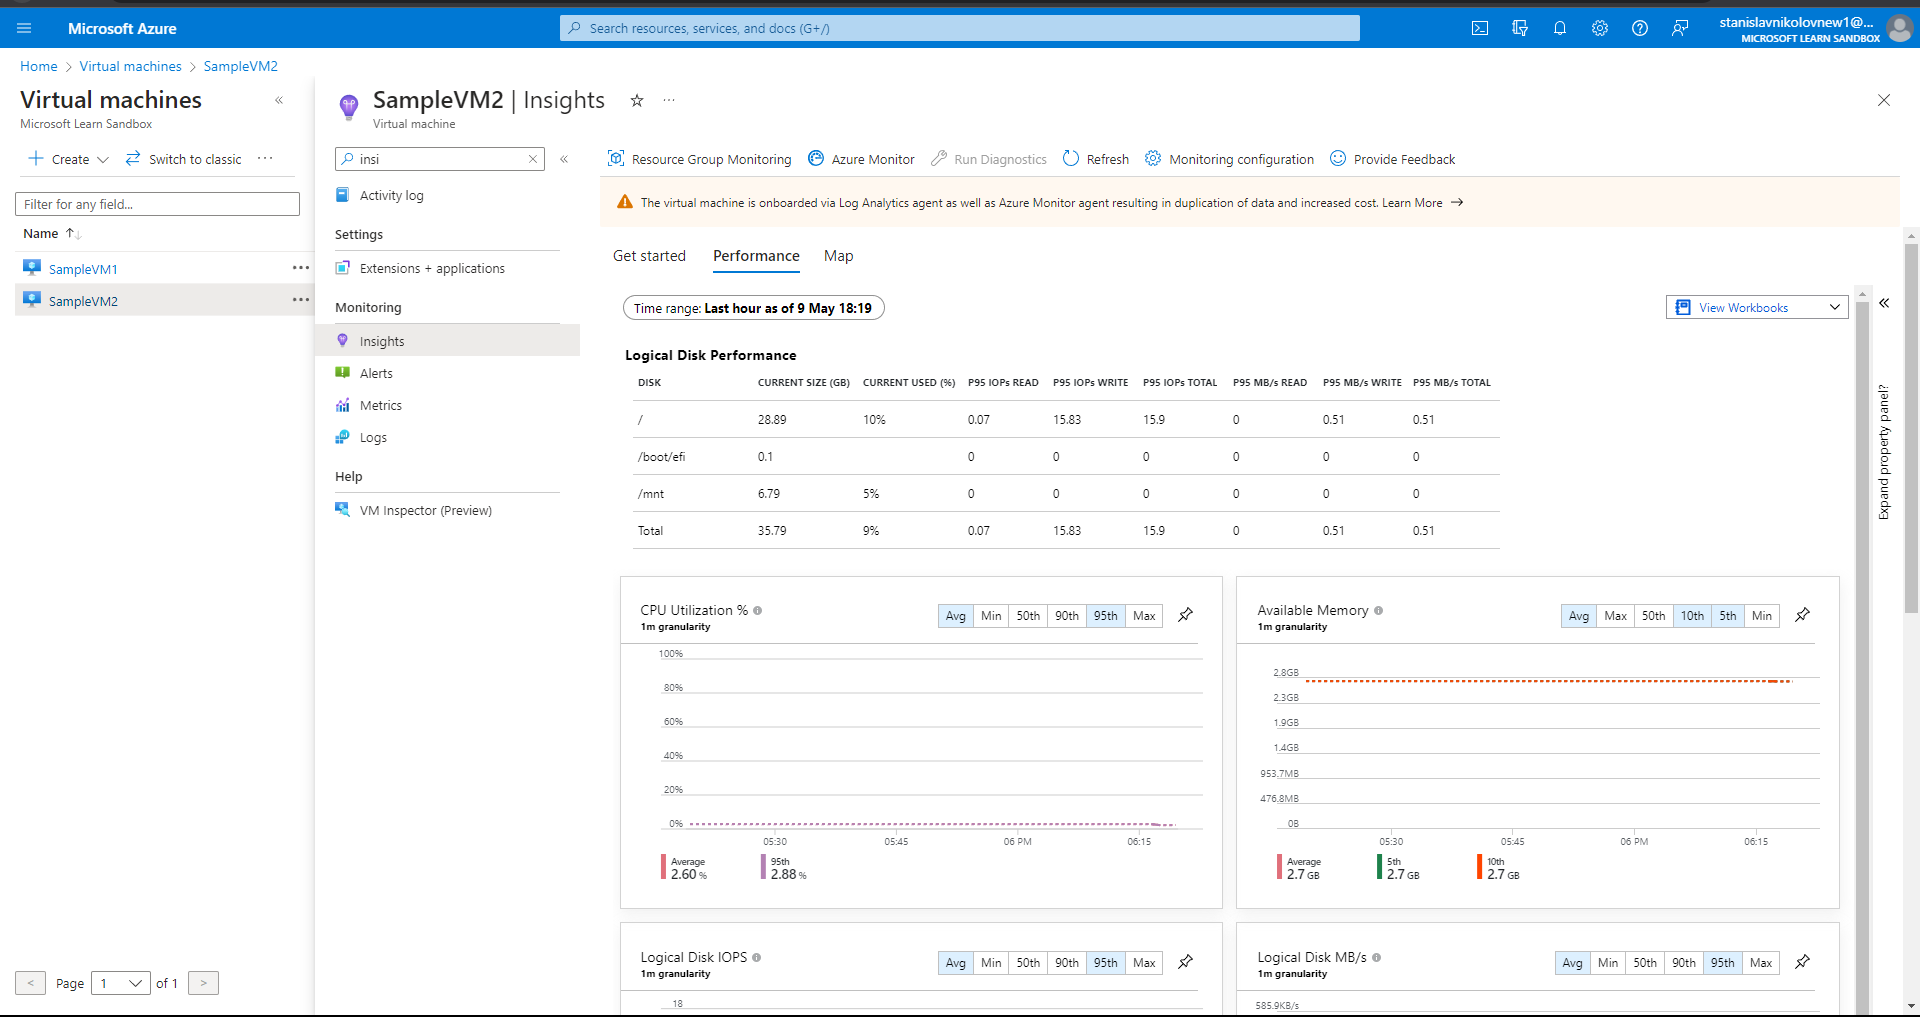 Microsoft Azure
Search resources, services, and docs (G+/)
stanislavnikolovnew1@...
MICROSOFT LEARN SANDBOX
Home > Virtual machines > SampleVM2
Virtual machines «
Microsoft Learn Sandbox
+ Create
Switch to classic
...
Filter for any field...
Name ↑↓
SampleVM1 ...
SampleVM2 ...
< Page 1 of 1 >
SampleVM2 | Insights ...
Virtual machine
insi
«
Activity log
Settings
Extensions + applications
Monitoring
Insights
Alerts
Metrics
Logs
Help
VM Inspector (Preview)
Resource Group Monitoring Azure Monitor Run Diagnostics Refresh Monitoring configuration Provide Feedback
The virtual machine is onboarded via Log Analytics agent as well as Azure Monitor agent resulting in duplication of data and increased cost. Learn More →
Get started Performance Map
Time range: Last hour as of 9 May 18:19
View Workbooks
«
Expand property panel?
Logical Disk Performance
DISK CURRENT SIZE (GB) CURRENT USED (%) P95 IOPs READ P95 IOPs WRITE P95 IOPs TOTAL P95 MB/s READ P95 MB/s WRITE P95 MB/s TOTAL
/ 28.89 10% 0.07 15.83 15.9 0 0.51 0.51
/boot/efi 0.1 0 0 0 0 0 0
/mnt 6.79 5% 0 0 0 0 0 0
Total 35.79 9% 0.07 15.83 15.9 0 0.51 0.51
CPU Utilization %
1m granularity
Avg Min 50th 90th 95th Max
100%
80%
60%
40%
20%
0%
05:30 05:45 06 PM 06:15
Average 95th
2.60 % 2.88 %
Available Memory
1m granularity
Avg Max 50th 10th 5th Min
2.8GB
2.3GB
1.9GB
1.4GB
953.7MB
476.8MB
0B
05:30 05:45 06 PM 06:15
Average 5th 10th
2.7 GB 2.7 GB 2.7 GB
Logical Disk IOPS
1m granularity
Avg Min 50th 90th 95th Max
18
Logical Disk MB/s
1m granularity
Avg Min 50th 90th 95th Max
585.9KB/s